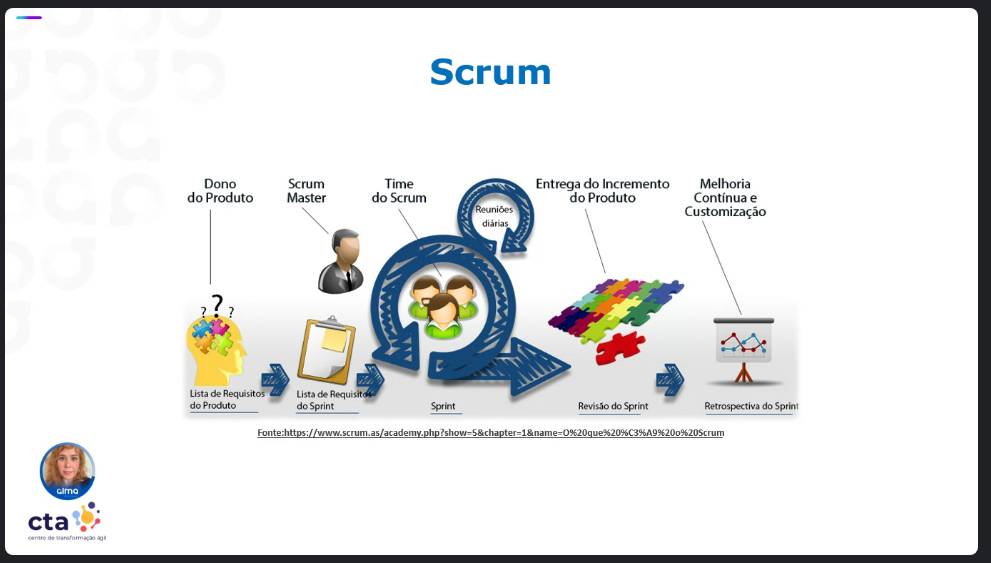 Scrum
Dono
do Produto
Scrum
Master
Time
do Scrum
Reuniões
diárias
Entrega do Incremento
do Produto
Melhoria
Contínua e
Customização
? ? ?
Lista de Requisitos
do Produto
Lista de Requisitos
do Sprint
Sprint
Revisão do Sprint
Retrospectiva do Sprint
Fonte:https://www.scrum.as/academy.php?show=5&chapter=1&name=O%20que%20%C3%A9%20o%20Scrum
alma
cta
centro de transformação ágil